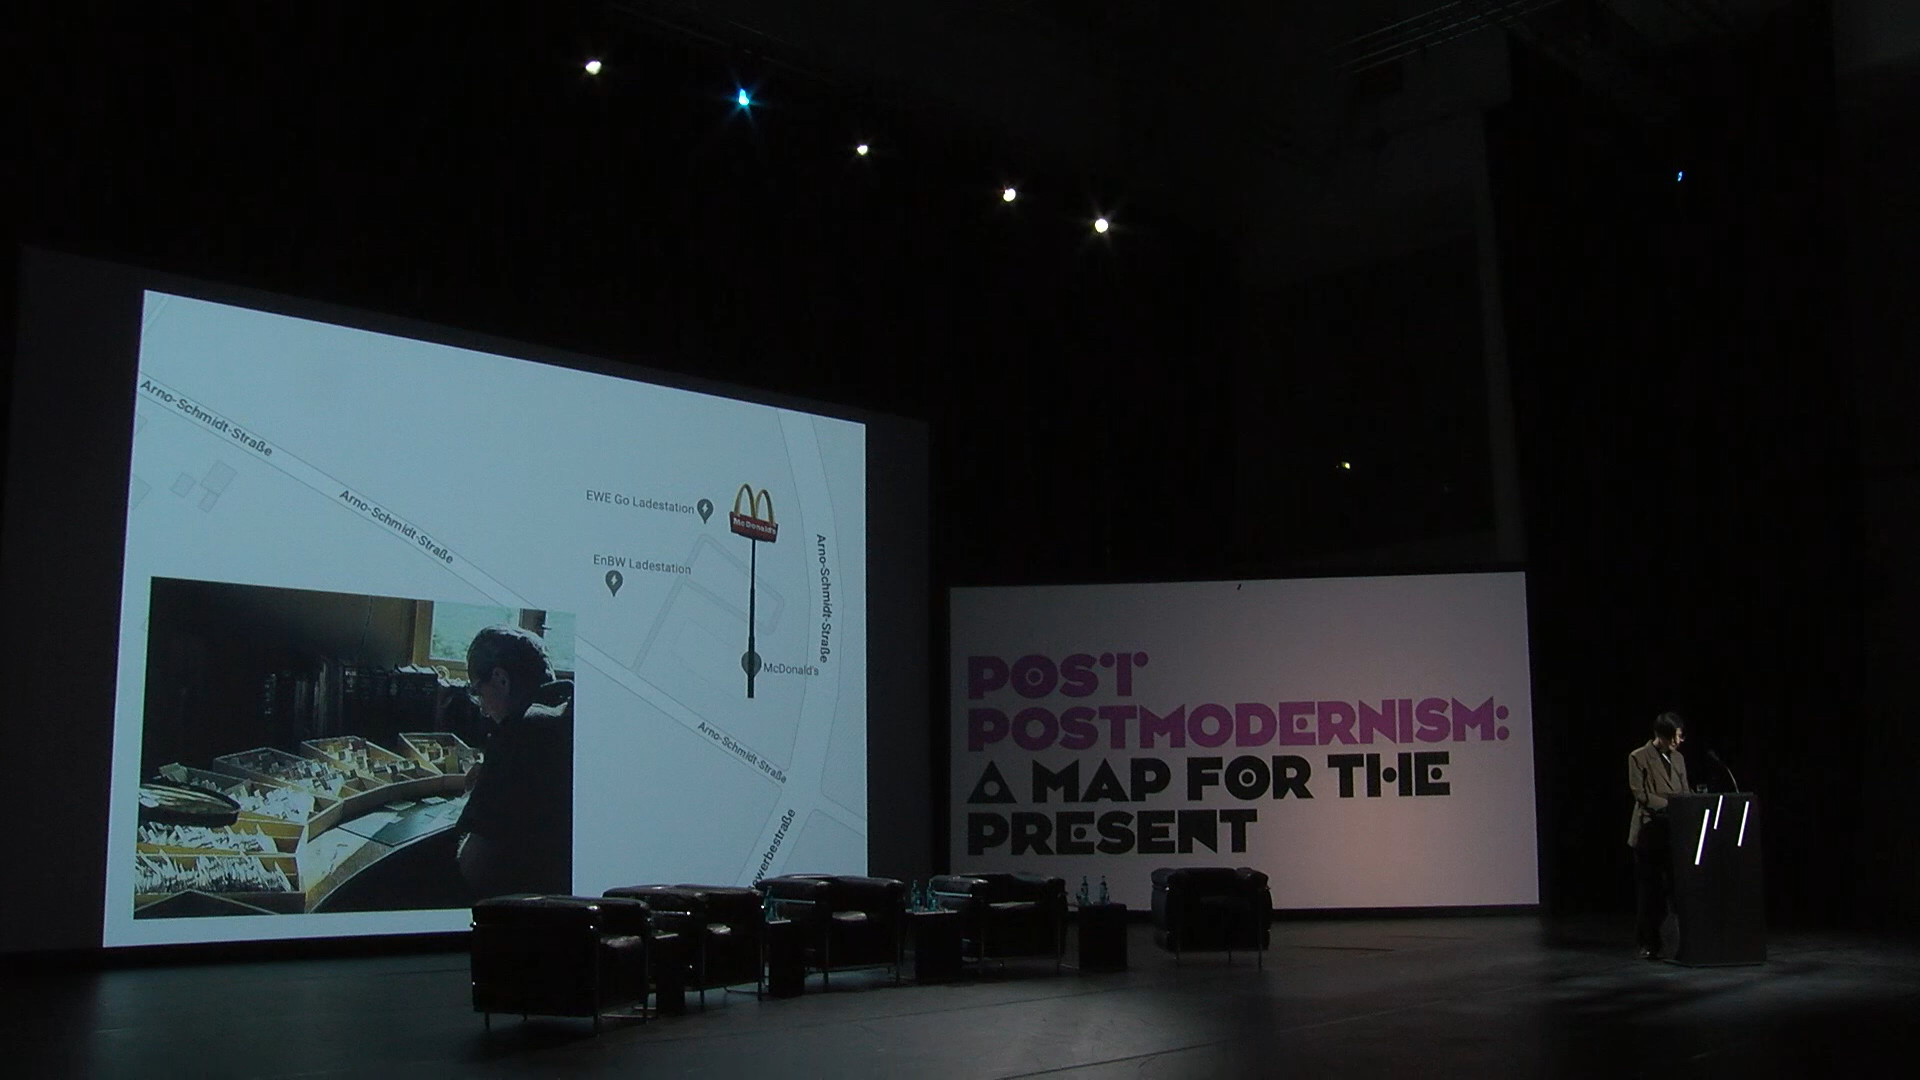 Arno-Schmidt-Straße
Arno-Schmidt-Straße
EWE Go Ladestation
McDonald's
EnBW Ladestation
Arno-Schmidt-Straße
McDonald's
Arno-Schmidt-Straße
POST
POSTMODERNISM:
A MAP FOR THE
PRESENT